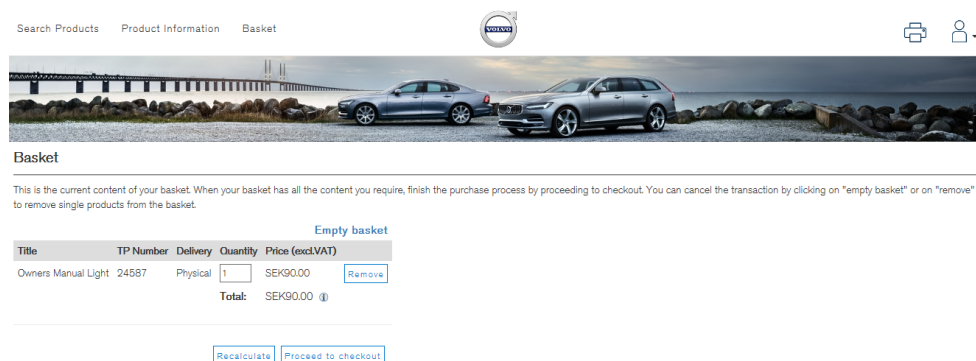 Search Products Product Information Basket
VOLVO
Basket
This is the current content of your basket. When your basket has all the content you require, finish the purchase process by proceeding to checkout. You can cancel the transaction by clicking on "empty basket" or on "remove"
to remove single products from the basket.
Empty basket
Title TP Number Delivery Quantity Price (excl.VAT)
Owners Manual Light 24587 Physical 1 SEK90.00 Remove
Total: SEK90.00
Recalculate Proceed to checkout